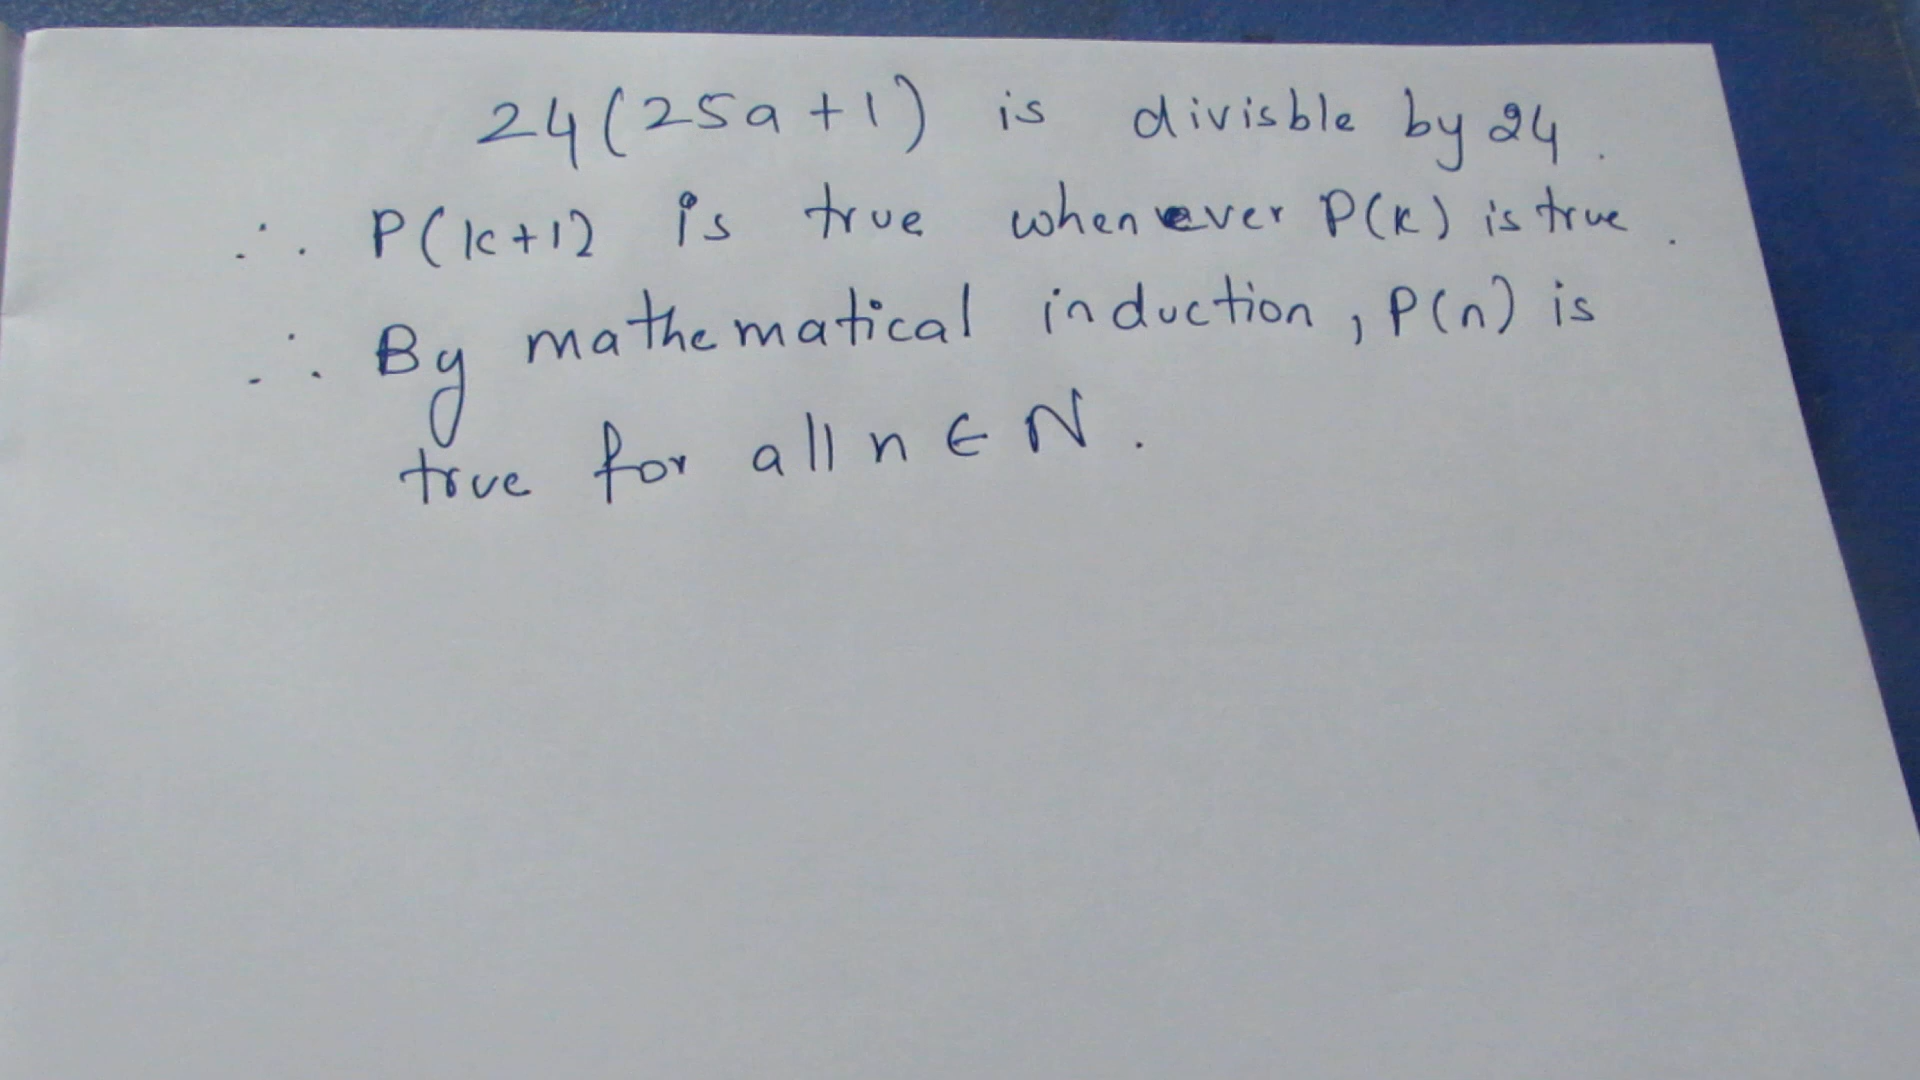 24(25a+1) is divisble by 24.
∴ P(k+1) is true whenever P(k) is true.
∴ By mathematical induction, P(n) is
true for all n ∈ N.